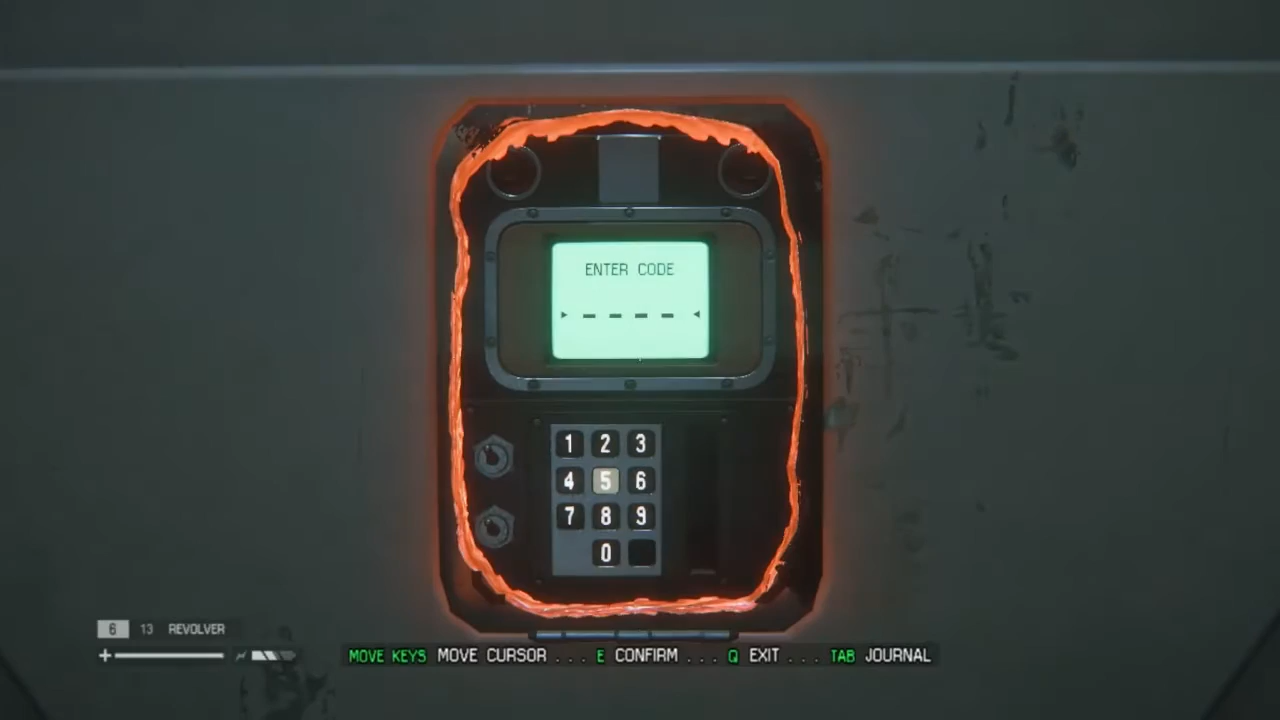 ENTER CODE
1 2 3
4 5 6
7 8 9
0
6 13 REVOLVER
MOVE KEYS MOVE CURSOR . . . E CONFIRM . . . Q EXIT . . . TAB JOURNAL